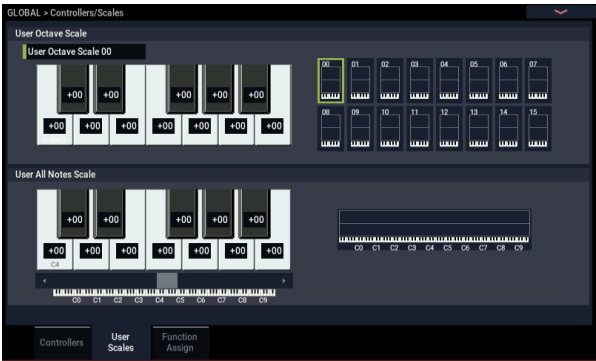 GLOBAL > Controllers/Scales
User Octave Scale
User Octave Scale 00
+00 +00 +00 +00 +00
+00 +00 +00 +00 +00 +00 +00
00 01 02 03 04 05 06 07
08 09 10 11 12 13 14 15
User All Notes Scale
+00 +00 +00 +00 +00
+00 +00 +00 +00 +00 +00 +00
C4
C0 C1 C2 C3 C4 C5 C6 C7 C8 C9
C0 C1 C2 C3 C4 C5 C6 C7 C8 C9
Controllers
User
Scales
Function
Assign